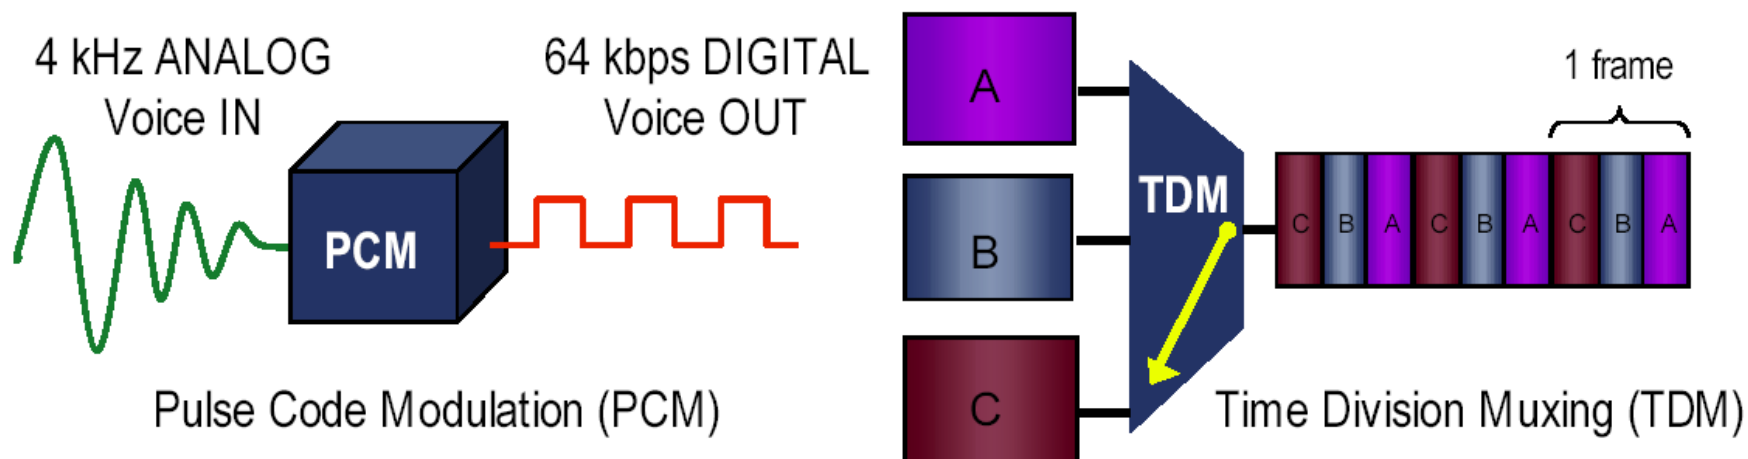 4 kHz ANALOG
Voice IN
64 kbps DIGITAL
Voice OUT
PCM
Pulse Code Modulation (PCM)
A
B
C
TDM
1 frame
C B A C B A C B A
Time Division Muxing (TDM)